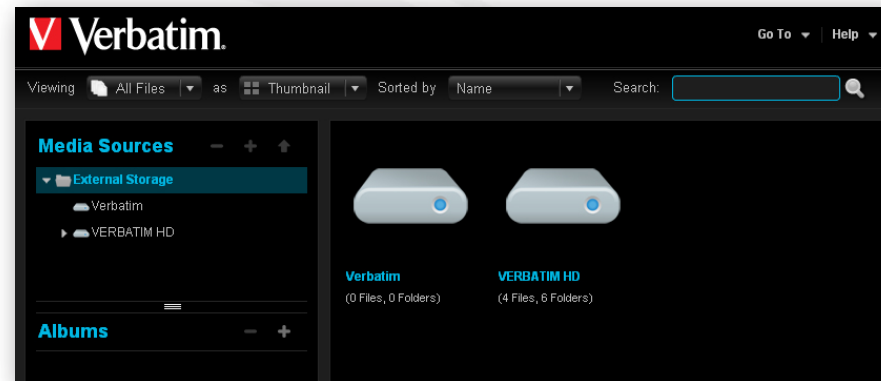 Verbatim.
Go To Help
Viewing All Files as Thumbnail Sorted by Name Search:
Media Sources
External Storage
Verbatim
VERBATIM HD
Albums
Verbatim VERBATIM HD
(0 Files, 0 Folders) (4 Files, 6 Folders)